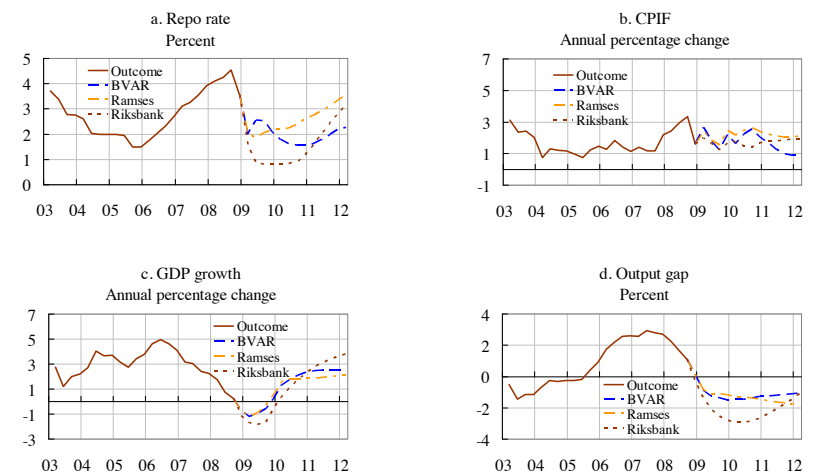 a. Repo rate
Percent
5
4
3
2
1
0
Outcome
BVAR
Ramses
Riksbank
03 04 05 06 07 08 09 10 11 12
b. CPIF
Annual percentage change
7
5
3
1
-1
Outcome
BVAR
Ramses
Riksbank
03 04 05 06 07 08 09 10 11 12
c. GDP growth
Annual percentage change
7
5
3
1
-1
-3
Outcome
BVAR
Ramses
Riksbank
03 04 05 06 07 08 09 10 11 12
d. Output gap
Percent
4
2
0
-2
-4
Outcome
BVAR
Ramses
Riksbank
03 04 05 06 07 08 09 10 11 12